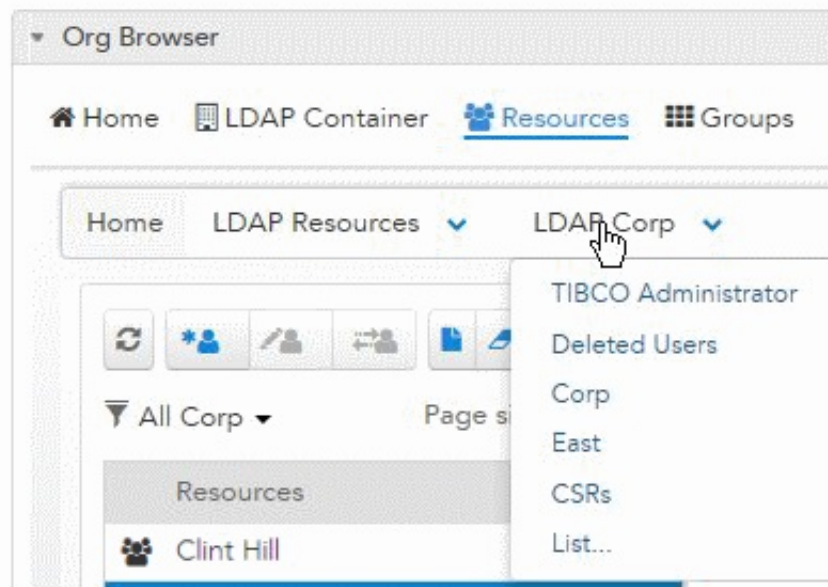 Org Browser
Home LDAP Container Resources Groups
Home LDAP Resources LDAP Corp
TIBCO Administrator
Deleted Users
All Corp Page
Corp
East
Resources
CSRs
Clint Hill
List...